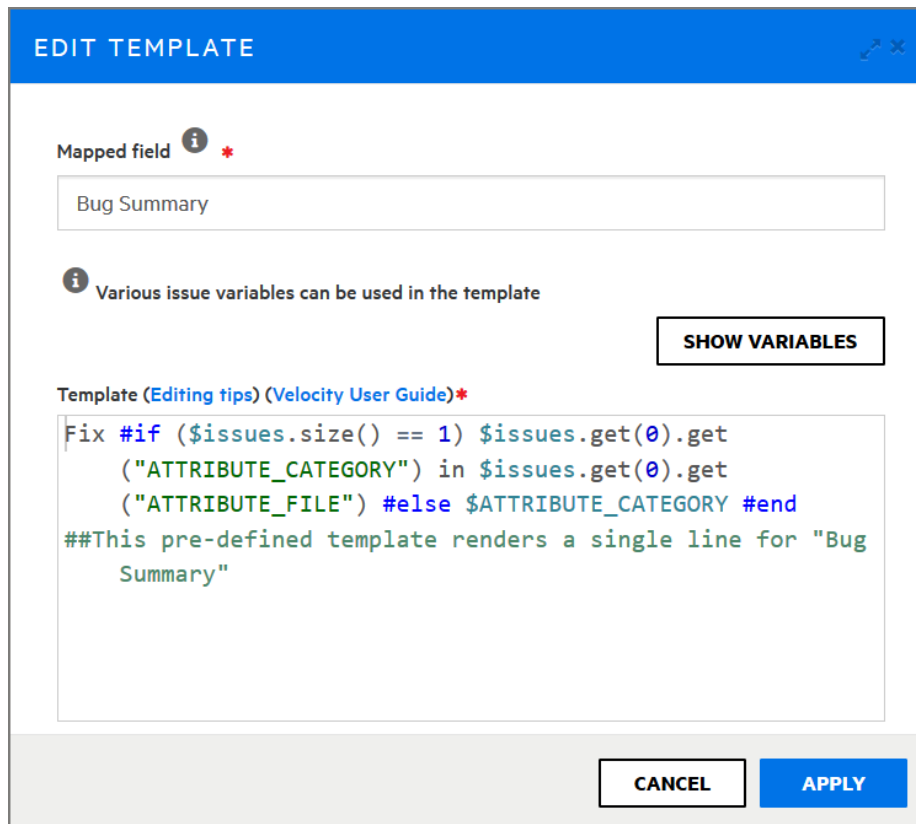 EDIT TEMPLATE
Mapped field *
Bug Summary
Various issue variables can be used in the template
SHOW VARIABLES
Template (Editing tips) (Velocity User Guide)*
Fix #if ($issues.size() == 1) $issues.get(0).get
("ATTRIBUTE_CATEGORY") in $issues.get(0).get
("ATTRIBUTE_FILE") #else $ATTRIBUTE_CATEGORY #end
##This pre-defined template renders a single line for "Bug
Summary"
CANCEL
APPLY